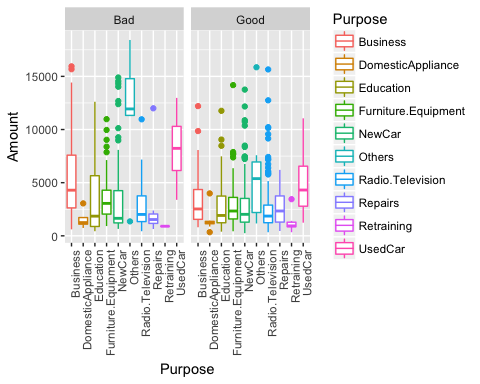 Bad Good
Purpose
Business
DomesticAppliance
Education
Furniture.Equipment
NewCar
Others
Radio.Television
Repairs
Retraining
UsedCar
Amount
15000
10000
5000
0
Business
DomesticAppliance
Education
Furniture.Equipment
NewCar
Others
Radio.Television
Repairs
Retraining
UsedCar
Business
DomesticAppliance
Education
Furniture.Equipment
NewCar
Others
Radio.Television
Repairs
Retraining
UsedCar
Purpose